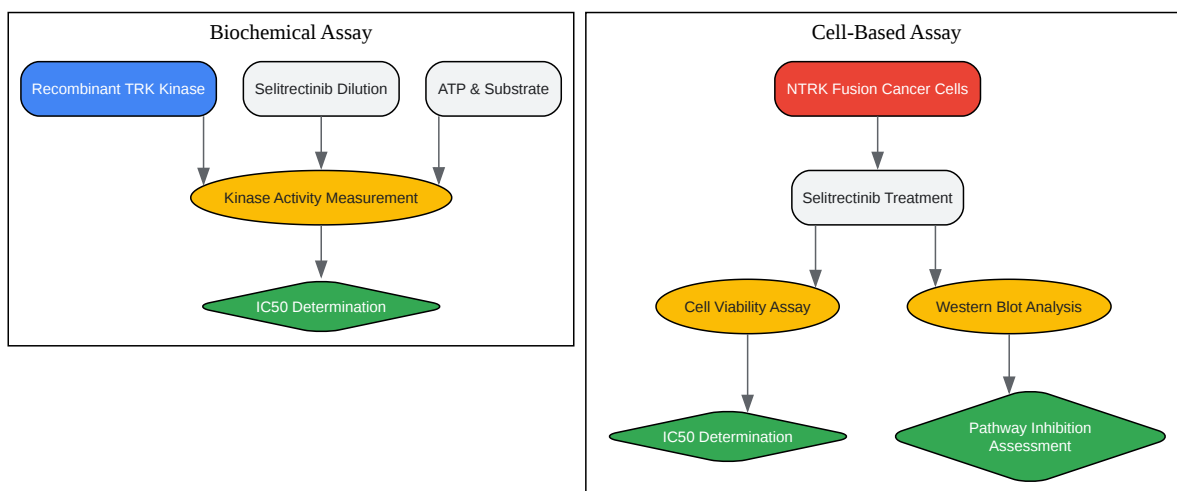 Biochemical Assay
Recombinant TRK Kinase
Selitrectinib Dilution
ATP & Substrate
Kinase Activity Measurement
IC50 Determination
Cell-Based Assay
NTRK Fusion Cancer Cells
Selitrectinib Treatment
Cell Viability Assay
Western Blot Analysis
IC50 Determination
Pathway Inhibition
Assessment